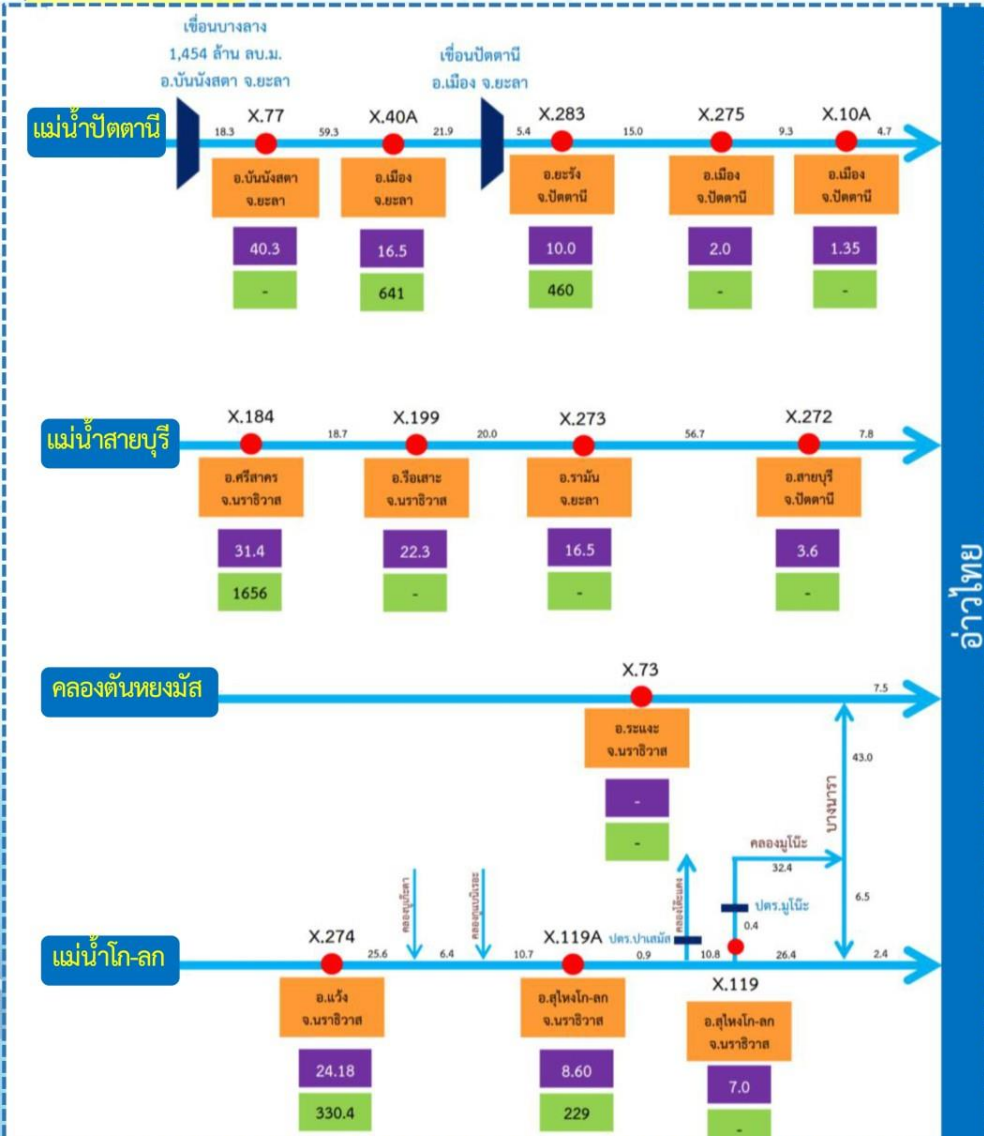 เขื่อนบางลาง
1,454 ล้าน ลบ.ม.
อ.บันนังสตา จ.ยะลา
เขื่อนปัตตานี
อ.เมือง จ.ยะลา
แม่น้ำปัตตานี
X.77
X.40A
X.283
X.275
X.10A
18.3
59.3
21.9
5.4
15.0
9.3
4.7
อ.บันนังสตา
จ.ยะลา
อ.เมือง
จ.ยะลา
อ.ยะรัง
จ.ปัตตานี
อ.เมือง
จ.ปัตตานี
อ.เมือง
จ.ปัตตานี
40.3
16.5
10.0
2.0
1.35
-
641
460
-
-
แม่น้ำสายบุรี
X.184
X.199
X.273
X.272
18.7
20.0
56.7
7.8
อ.ศรีสาคร
จ.นราธิวาส
อ.รือเสาะ
จ.นราธิวาส
อ.รามัน
จ.ยะลา
อ.สายบุรี
จ.ปัตตานี
31.4
22.3
16.5
3.6
1656
-
-
-
อ่าวไทย
คลองตันหยงมัส
X.73
7.5
อ.ระแงะ
จ.นราธิวาส
-
-
43.0
บางนารา
คลองมูโน๊ะ
32.4
ปตร.มูโน๊ะ
0.4
6.5
คลองโต๊ะแดง
แม่น้ำโก-ลก
X.274
X.119A
ปตร.ปาเสมัส
25.6
6.4
10.7
0.9
10.8
26.4
2.4
X.119
อ.แว้ง
จ.นราธิวาส
อ.สุไหงโก-ลก
จ.นราธิวาส
อ.สุไหงโก-ลก
จ.นราธิวาส
24.18
8.60
7.0
330.4
229
-